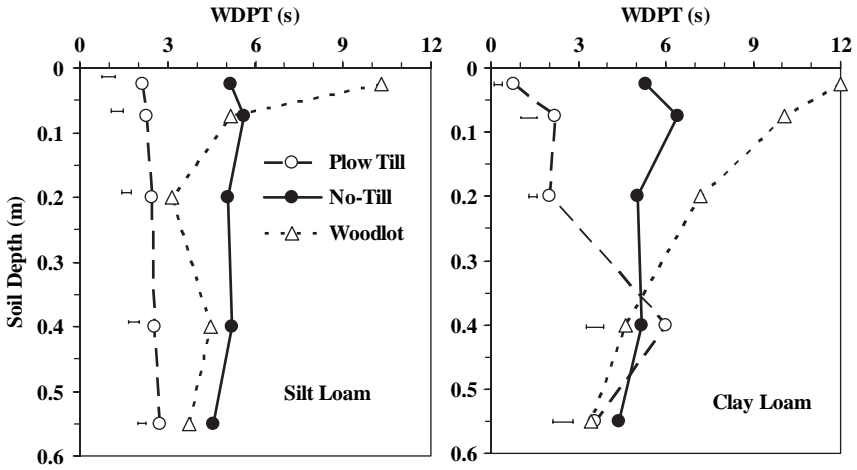 WDPT (s)
0 3 6 9 12
0
0.1
0.2
0.3
0.4
0.5
0.6
Soil Depth (m)
Plow Till
No-Till
Woodlot
Silt Loam
WDPT (s)
0 3 6 9 12
0
0.1
0.2
0.3
0.4
0.5
0.6
Clay Loam